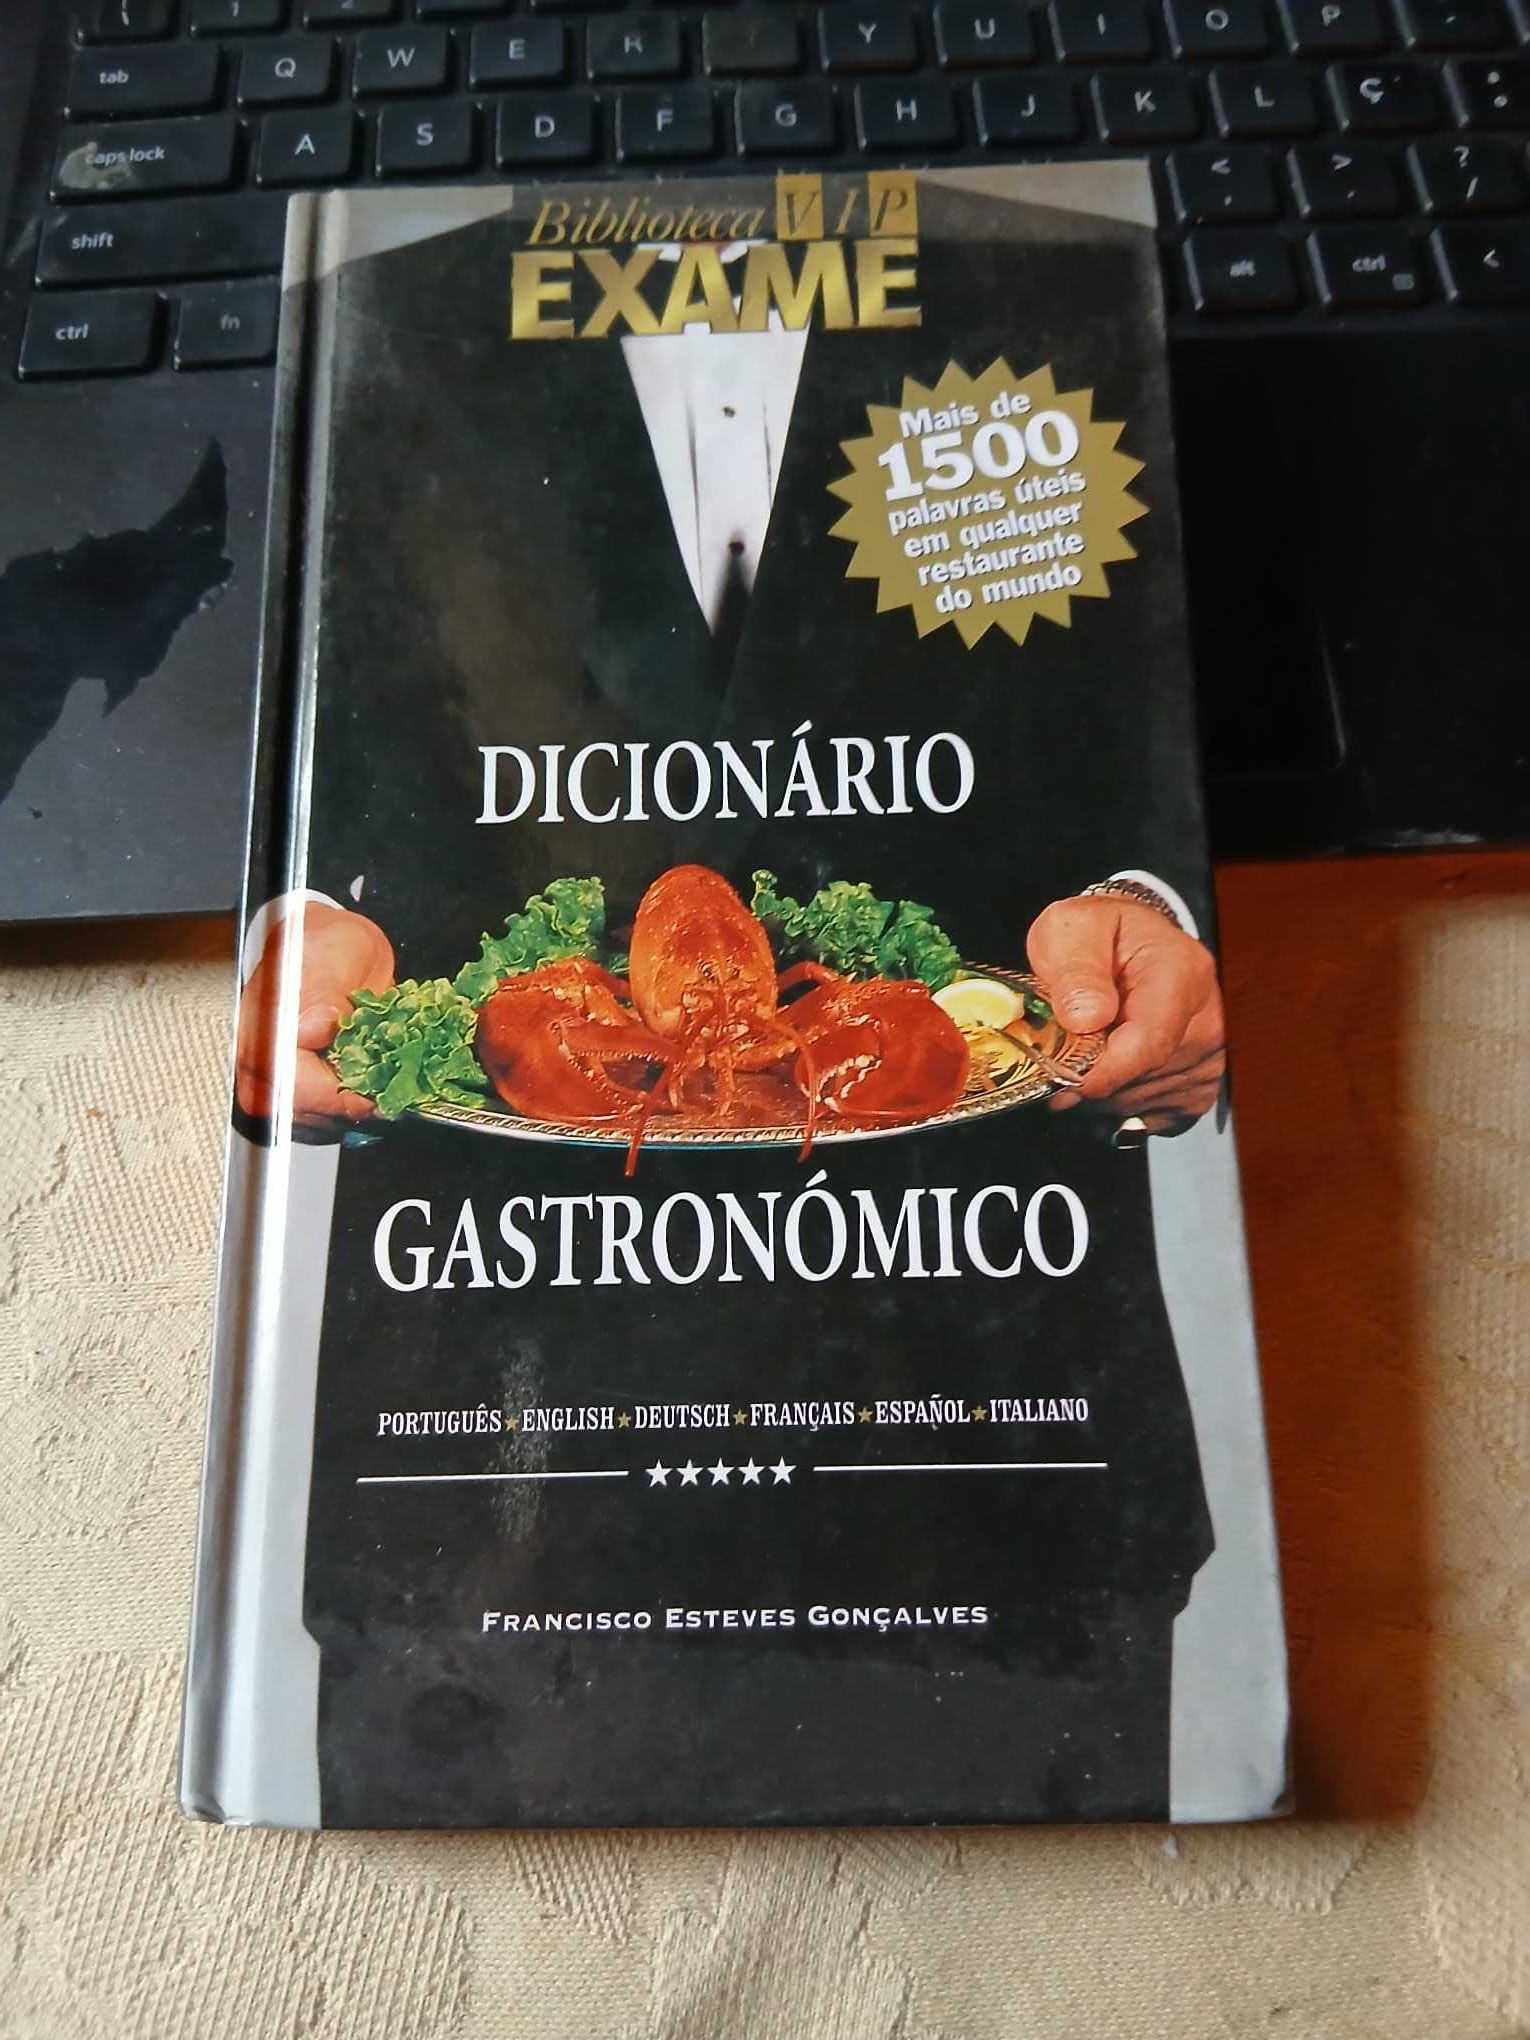 Q W E R Y U I O P
tab
A S D F G H J K L Ç
caps lock
shift
ctrl
fn
alt
ctrl
Biblioteca VIP
EXAME
Mais de
1500
palavras úteis
em qualquer
restaurante
do mundo
DICIONÁRIO
GASTRONÓMICO
PORTUGUÊS★ENGLISH★DEUTSCH★FRANÇAIS★ESPAÑOL★ITALIANO
★★★★★
FRANCISCO ESTEVES GONÇALVES